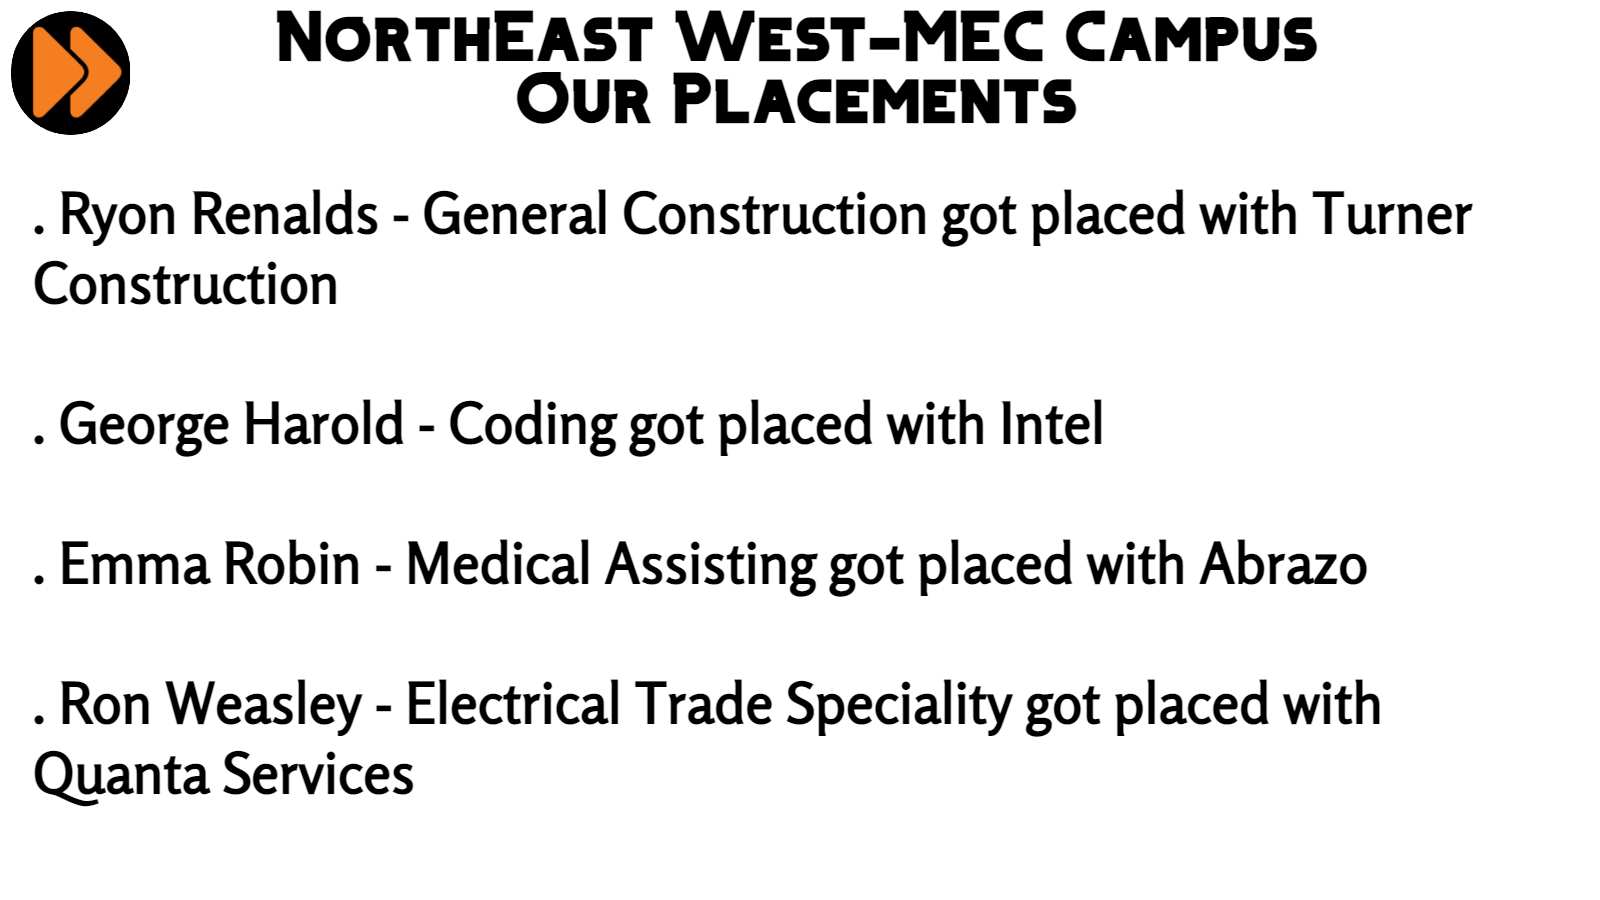 NorthEast West-MEC Campus
Our Placements
. Ryon Renalds - General Construction got placed with Turner
Construction
. George Harold - Coding got placed with Intel
. Emma Robin - Medical Assisting got placed with Abrazo
. Ron Weasley - Electrical Trade Speciality got placed with
Quanta Services